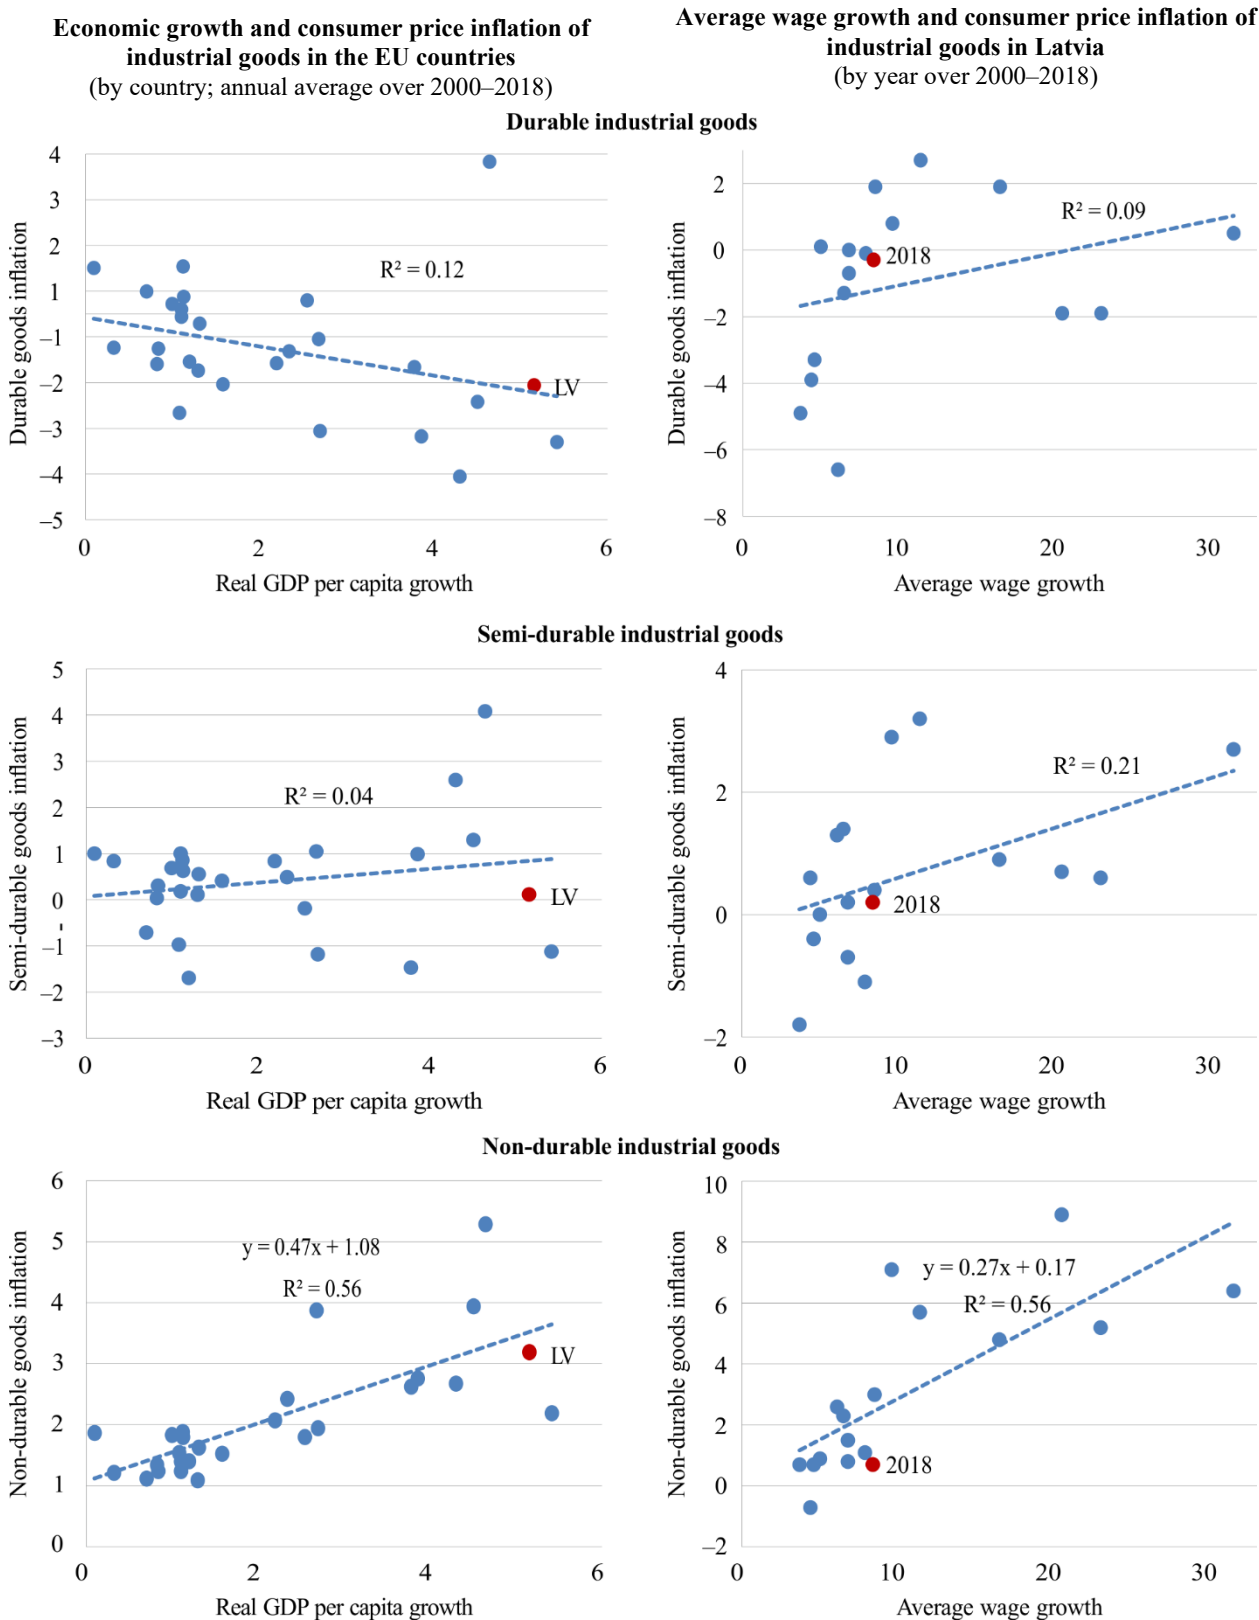 Economic growth and consumer price inflation of
industrial goods in the EU countries
(by country; annual average over 2000–2018)
Average wage growth and consumer price inflation of
industrial goods in Latvia
(by year over 2000–2018)
Durable industrial goods
Durable goods inflation
4
3
2
1
–1
–2
–3
–4
–5
R² = 0.12
LV
0
2
4
6
Real GDP per capita growth
Durable goods inflation
2
0
–2
–4
–6
–8
R² = 0.09
2018
0
10
20
30
Average wage growth
Semi-durable industrial goods
Semi-durable goods inflation
5
4
3
2
1
0
–1
–2
–3
R² = 0.04
LV
0
2
4
6
Real GDP per capita growth
Semi-durable goods inflation
4
2
0
–2
R² = 0.21
2018
0
10
20
30
Average wage growth
Non-durable industrial goods
Non-durable goods inflation
6
5
4
3
2
1
0
y = 0.47x + 1.08
R² = 0.56
LV
0
2
4
6
Real GDP per capita growth
Non-durable goods inflation
10
8
6
4
2
0
–2
y = 0.27x + 0.17
R² = 0.56
2018
0
10
20
30
Average wage growth